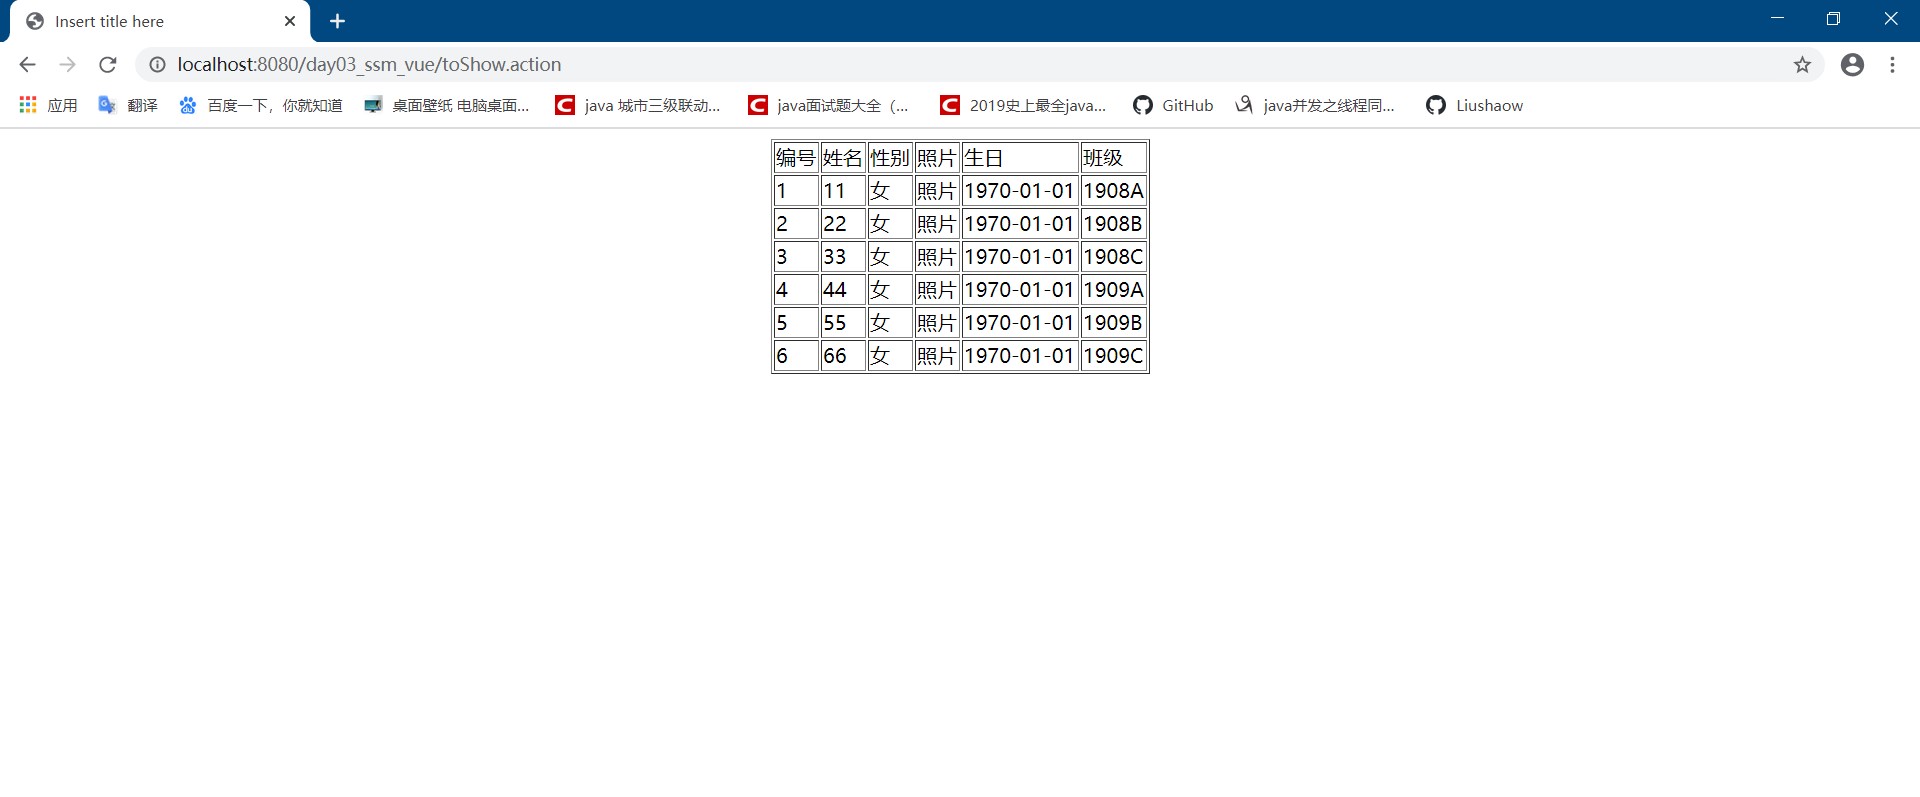 Insert title here
localhost:8080/day03_ssm_vue/toShow.action
应用 翻译 百度一下，你就知道 桌面壁纸 电脑桌面... java 城市三级联动... java面试题大全（... 2019史上最全java... GitHub java并发之线程同... Liushaow
编号 姓名 性别 照片 生日 班级
1 11 女 照片 1970-01-01 1908A
2 22 女 照片 1970-01-01 1908B
3 33 女 照片 1970-01-01 1908C
4 44 女 照片 1970-01-01 1909A
5 55 女 照片 1970-01-01 1909B
6 66 女 照片 1970-01-01 1909C